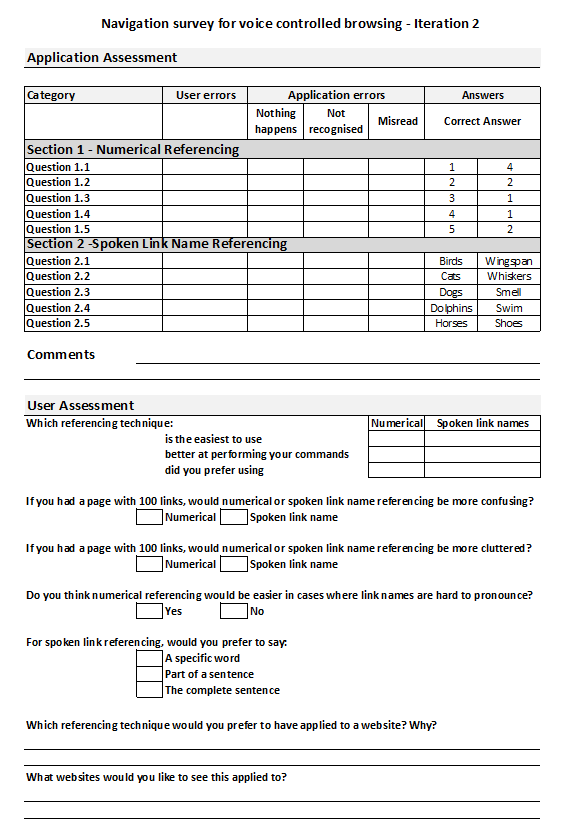 Navigation survey for voice controlled browsing - Iteration 2
Application Assessment
Category User errors Application errors Answers
Nothing happens Not recognised Misread Correct Answer
Section 1 - Numerical Referencing
Question 1.1 1 4
Question 1.2 2 2
Question 1.3 3 1
Question 1.4 4 1
Question 1.5 5 2
Section 2 -Spoken Link Name Referencing
Question 2.1 Birds Wingspan
Question 2.2 Cats Whiskers
Question 2.3 Dogs Smell
Question 2.4 Dolphins Swim
Question 2.5 Horses Shoes
Comments
User Assessment
Which referencing technique: Numerical Spoken link names
is the easiest to use
better at performing your commands
did you prefer using
If you had a page with 100 links, would numerical or spoken link name referencing be more confusing?
Numerical Spoken link name
If you had a page with 100 links, would numerical or spoken link name referencing be more cluttered?
Numerical Spoken link name
Do you think numerical referencing would be easier in cases where link names are hard to pronounce?
Yes No
For spoken link referencing, would you prefer to say:
A specific word
Part of a sentence
The complete sentence
Which referencing technique would you prefer to have applied to a website? Why?
What websites would you like to see this applied to?